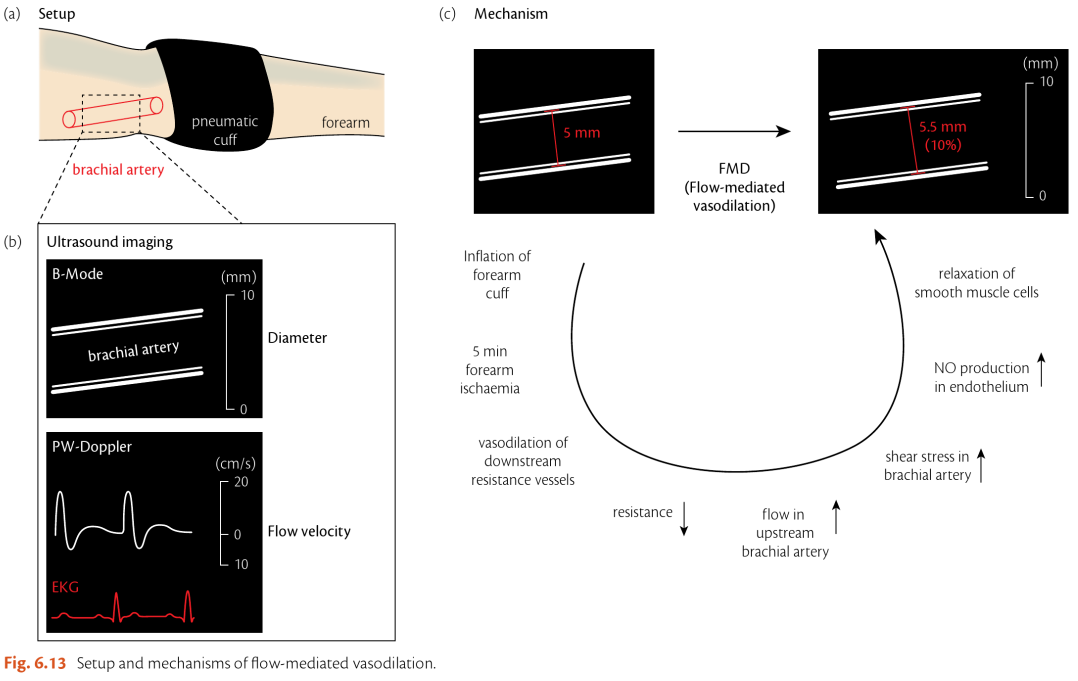 (a) Setup
pneumatic
cuff
forearm
brachial artery
(b)
Ultrasound imaging
B-Mode
(mm)
10
brachial artery
0
Diameter
PW-Doppler
(cm/s)
20
0
10
Flow velocity
EKG
(c) Mechanism
5 mm
FMD
(Flow-mediated
vasodilation)
(mm)
10
5.5 mm
(10%)
0
Inflation of
forearm
cuff
5 min
forearm
ischaemia
vasodilation of
downstream
resistance vessels
resistance
flow in
upstream
brachial artery
shear stress in
brachial artery
NO production
in endothelium
relaxation of
smooth muscle cells
Fig. 6.13 Setup and mechanisms of flow-mediated vasodilation.